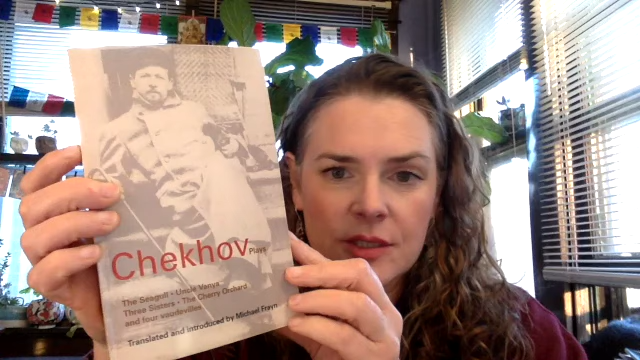 Chekhov Plays
The Seagull · Uncle Vanya
Three Sisters · The Cherry Orchard
and four vaudevilles
Translated and introduced by Michael Frayn